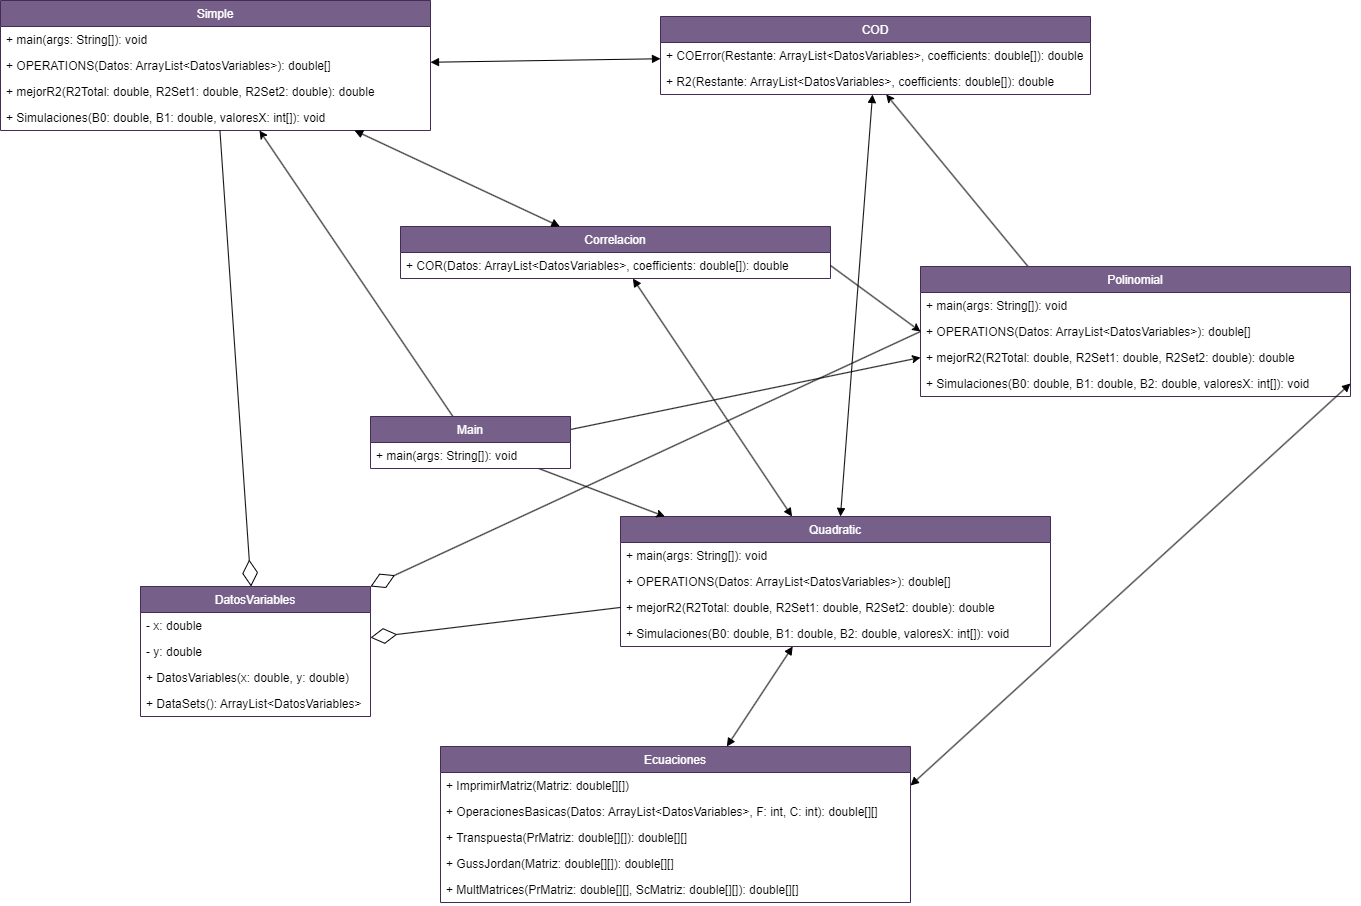 Simple
+ main(args: String[]): void
+ OPERATIONS(Datos: ArrayList<DatosVariables>): double[]
+ mejorR2(R2Total: double, R2Set1: double, R2Set2: double): double
+ Simulaciones(B0: double, B1: double, valoresX: int[]): void
COD
+ COError(Restante: ArrayList<DatosVariables>, coefficients: double[]): double
+ R2(Restante: ArrayList<DatosVariables>, coefficients: double[]): double
Correlacion
+ COR(Datos: ArrayList<DatosVariables>, coefficients: double[]): double
Polinomial
+ main(args: String[]): void
+ OPERATIONS(Datos: ArrayList<DatosVariables>): double[]
+ mejorR2(R2Total: double, R2Set1: double, R2Set2: double): double
+ Simulaciones(B0: double, B1: double, B2: double, valoresX: int[]): void
Main
+ main(args: String[]): void
Quadratic
+ main(args: String[]): void
+ OPERATIONS(Datos: ArrayList<DatosVariables>): double[]
+ mejorR2(R2Total: double, R2Set1: double, R2Set2: double): double
+ Simulaciones(B0: double, B1: double, B2: double, valoresX: int[]): void
DatosVariables
- x: double
- y: double
+ DatosVariables(x: double, y: double)
+ DataSets(): ArrayList<DatosVariables>
Ecuaciones
+ ImprimirMatriz(Matriz: double[][])
+ OperacionesBasicas(Datos: ArrayList<DatosVariables>, F: int, C: int): double[][]
+ Transpuesta(PrMatriz: double[][]): double[][]
+ GussJordan(Matriz: double[][]): double[][]
+ MultMatrices(PrMatriz: double[][], ScMatriz: double[][]): double[][]